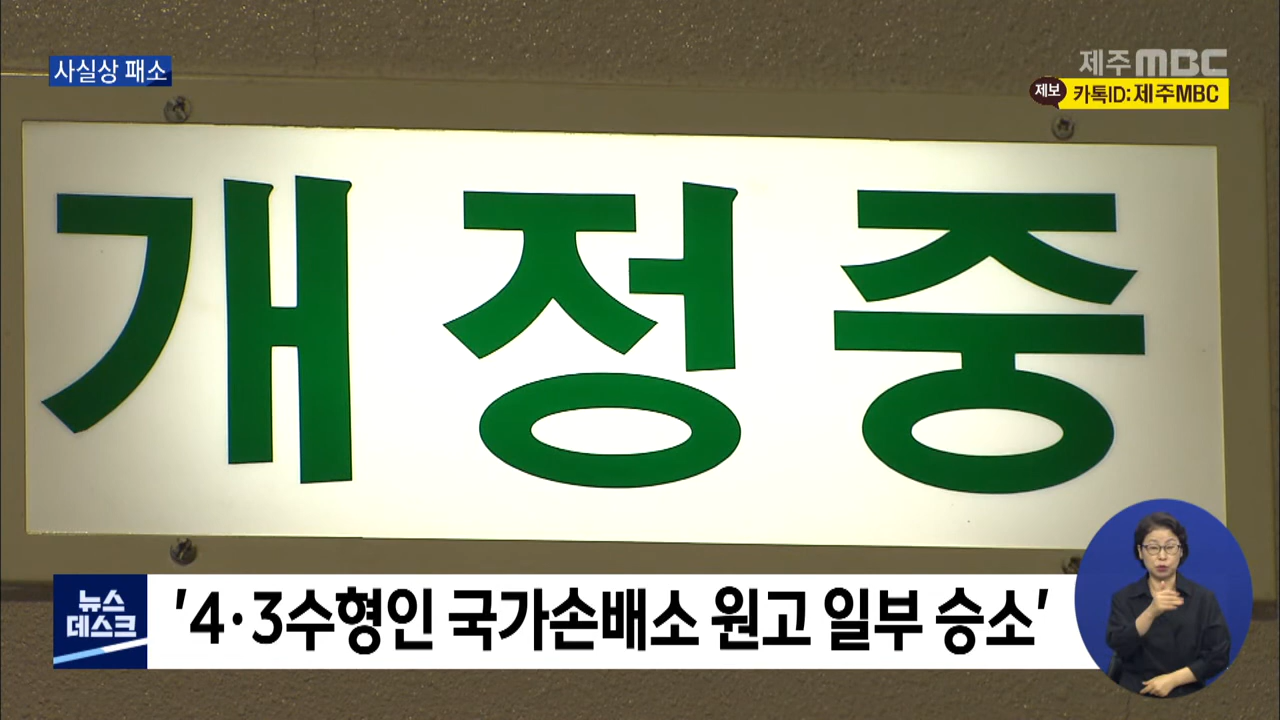 사실상 패소
제주MBC
제보 카톡ID:제주MBC
개정중
뉴스
데스크
'4·3수형인 국가손배소 원고 일부 승소'